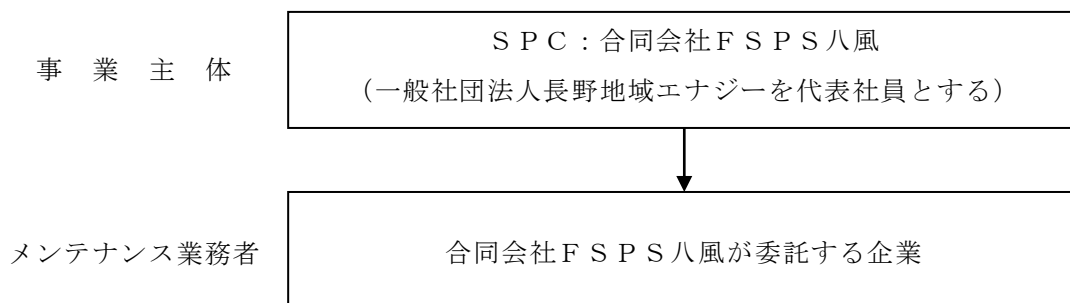 ＳＰＣ：合同会社ＦＳＰＳ八風
事　業　主　体
（一般社団法人長野地域エナジーを代表社員とする）
メンテナンス業務者
合同会社ＦＳＰＳ八風が委託する企業